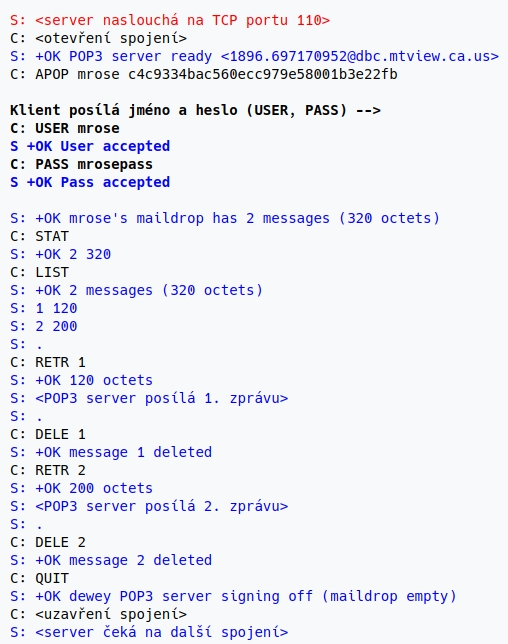 S: <server naslouchá na TCP portu 110>
C: <otevření spojení>
S: +OK POP3 server ready <1896.697170952@dbc.mtview.ca.us>
C: APOP mrose c4c9334bac560ecc979e58001b3e22fb
Klient posílá jméno a heslo (USER, PASS) -->
C: USER mrose
S +OK User accepted
C: PASS mrosepass
S +OK Pass accepted
S: +OK mrose's maildrop has 2 messages (320 octets)
C: STAT
S: +OK 2 320
C: LIST
S: +OK 2 messages (320 octets)
S: 1 120
S: 2 200
S: .
C: RETR 1
S: +OK 120 octets
S: <POP3 server posílá 1. zprávu>
S: .
C: DELE 1
S: +OK message 1 deleted
C: RETR 2
S: +OK 200 octets
S: <POP3 server posílá 2. zprávu>
S: .
C: DELE 2
S: +OK message 2 deleted
C: QUIT
S: +OK dewey POP3 server signing off (maildrop empty)
C: <uzavření spojení>
S: <server čeká na další spojení>